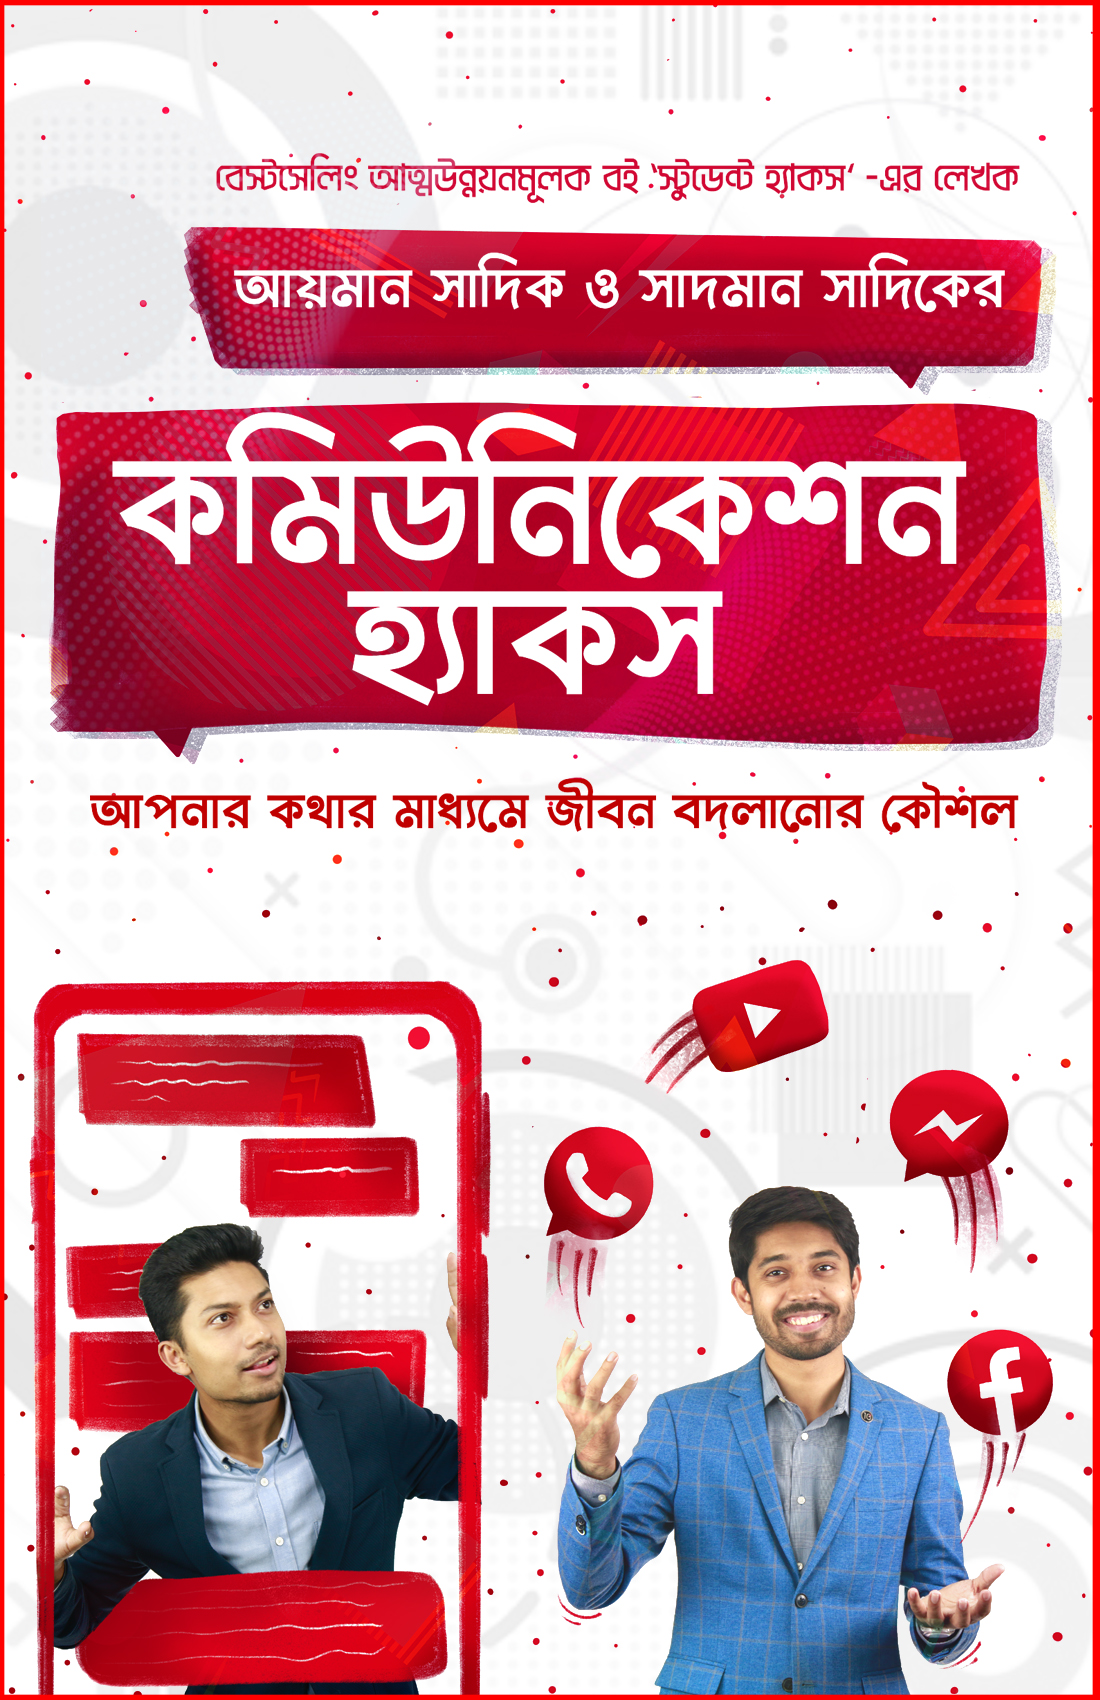 বেস্টসেলিং আত্মউন্নয়নমূলক বই 'স্টুডেন্ট হ্যাকস' -এর লেখক
আয়মান সাদিক ও সাদমান সাদিকের
কমিউনিকেশন
হ্যাকস
আপনার কথার মাধ্যমে জীবন বদলানোর কৌশল